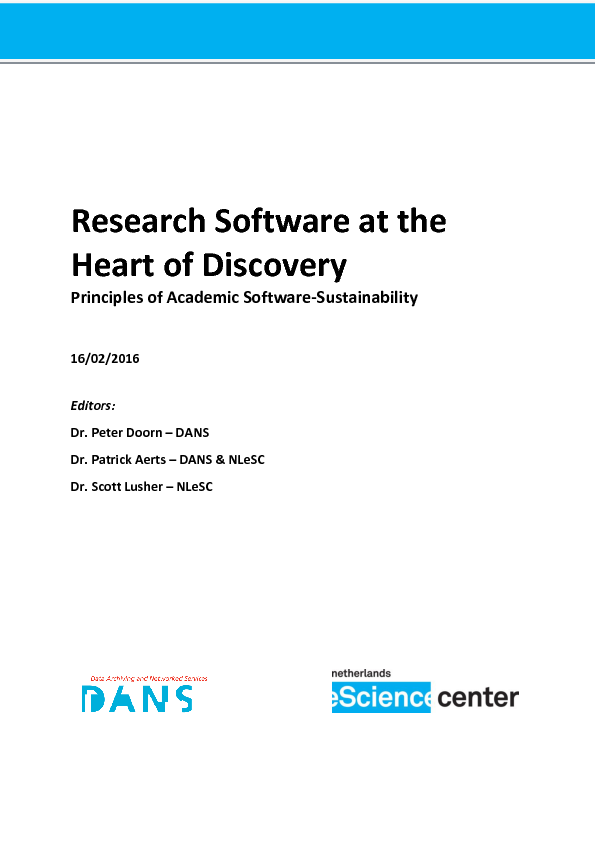 Research Software at the
Heart of Discovery
Principles of Academic Software-Sustainability
16/02/2016
Editors:
Dr. Peter Doorn – DANS
Dr. Patrick Aerts – DANS & NLeSC
Dr. Scott Lusher – NLeSC
Data Archiving and Networked Services
DANS
netherlands
eScience center